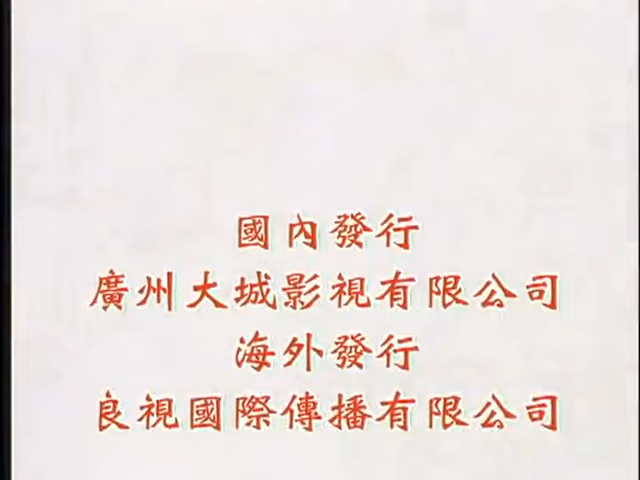 國內發行
廣州大城影視有限公司
海外發行
良視國際傳播有限公司